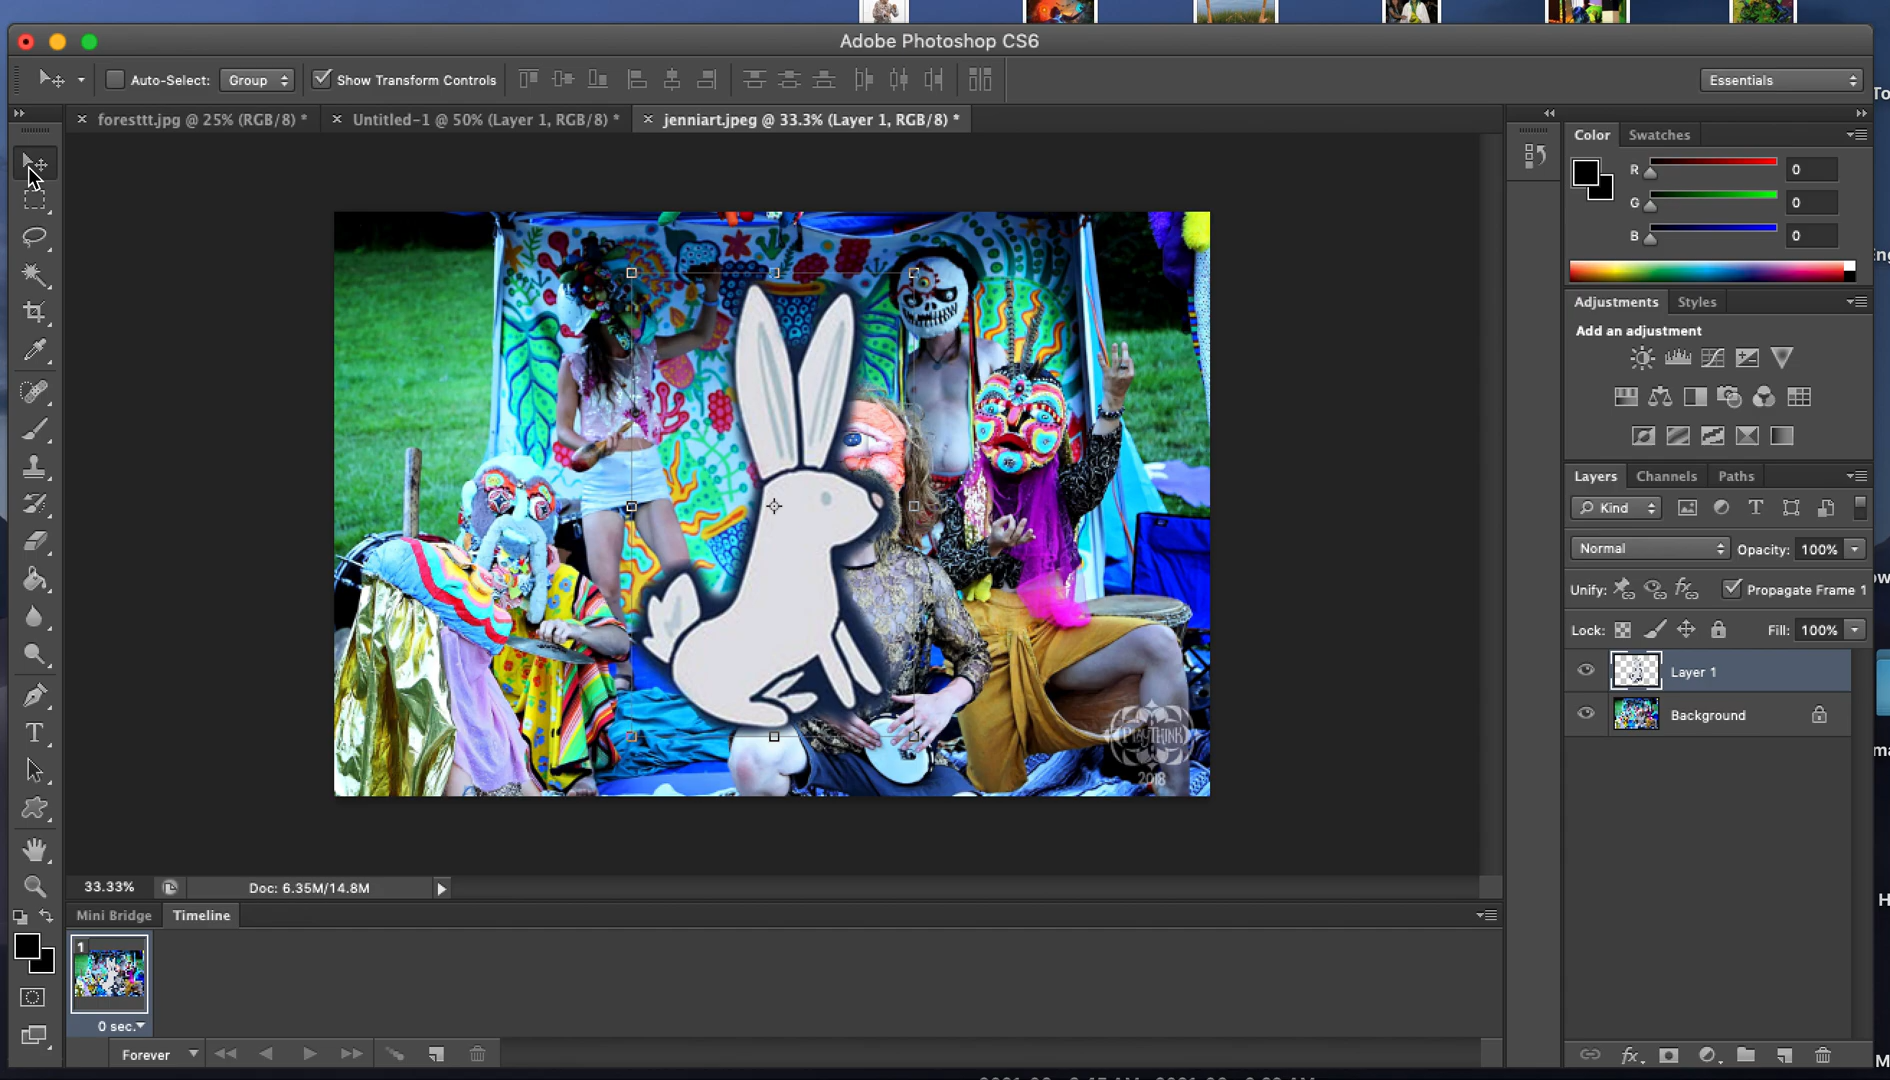 Adobe Photoshop CS6
Auto-Select: Group Show Transform Controls Essentials
foresttt.jpg @ 25% (RGB/8) * Untitled-1 @ 50% (Layer 1, RGB/8) * jenniart.jpeg @ 33.3% (Layer 1, RGB/8) *
Color Swatches
R 0
G 0
B 0
Adjustments Styles
Add an adjustment
Layers Channels Paths
Kind
Normal Opacity: 100%
Unify: Propagate Frame 1
Lock: Fill: 100%
Layer 1
Background
PLAYTHINK
2018
33.33% Doc: 6.35M/14.8M
Mini Bridge Timeline
1
0 sec.
Forever